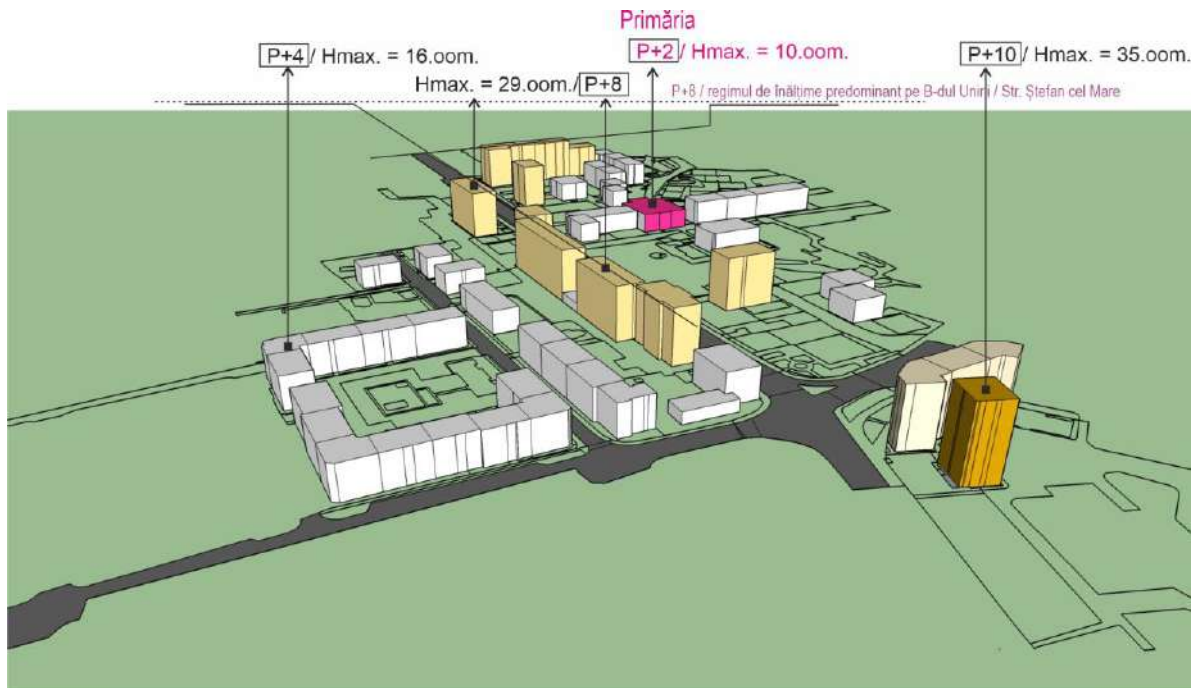 Primăria
P+4 / Hmax. = 16.oom.
P+2 / Hmax. = 10.oom.
P+10 / Hmax. = 35.oom.
Hmax. = 29.oom./ P+8
P+8 / regimul de înălțime predominant pe B-dul Unirii / Str. Ștefan cel Mare